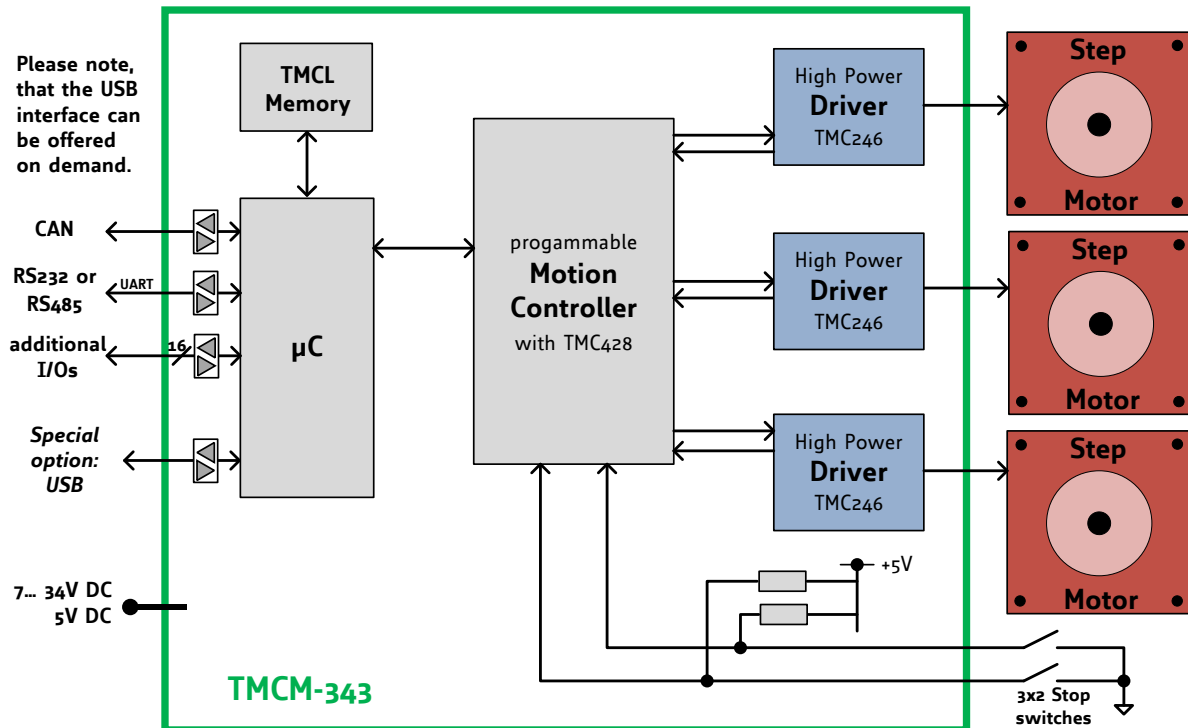 Please note,
that the USB
interface can
be offered
on demand.
TMCL
Memory
CAN
RS232 or
RS485
UART
additional
I/Os
16
Special
option:
USB
µC
7... 34V DC
5V DC
progammable
Motion
Controller
with TMC428
High Power
Driver
TMC246
High Power
Driver
TMC246
High Power
Driver
TMC246
Step
Motor
Step
Motor
Step
Motor
+5V
3x2 Stop
switches
TMCM-343